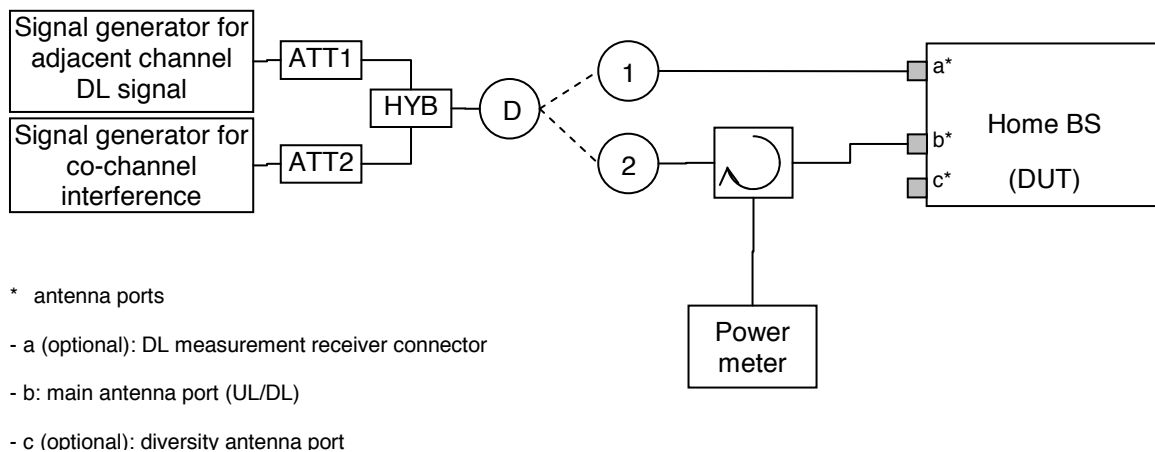 Signal generator for
adjacent channel
DL signal
ATT1
HYB
D
1
2
Signal generator for
co-channel
interference
ATT2
a*
b*
c*
Home BS
(DUT)
Power
meter
* antenna ports
- a (optional): DL measurement receiver connector
- b: main antenna port (UL/DL)
- c (optional): diversity antenna port